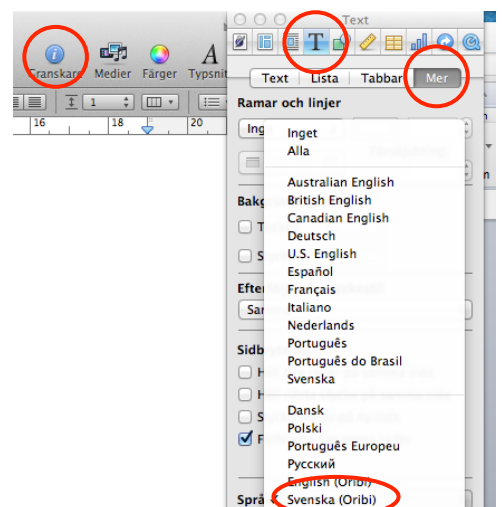 Text
Granskare Medier Färger Typsnit
Text Lista Tabbar Mer
1
Ramar och linjer
16 18 20
Inget
Alla
Australian English
British English
Canadian English
Deutsch
U.S. English
Español
Français
Italiano
Nederlands
Português
Português do Brasil
Svenska
Dansk
Polski
Português Europeu
Русский
English (Oribi)
Svenska (Oribi)